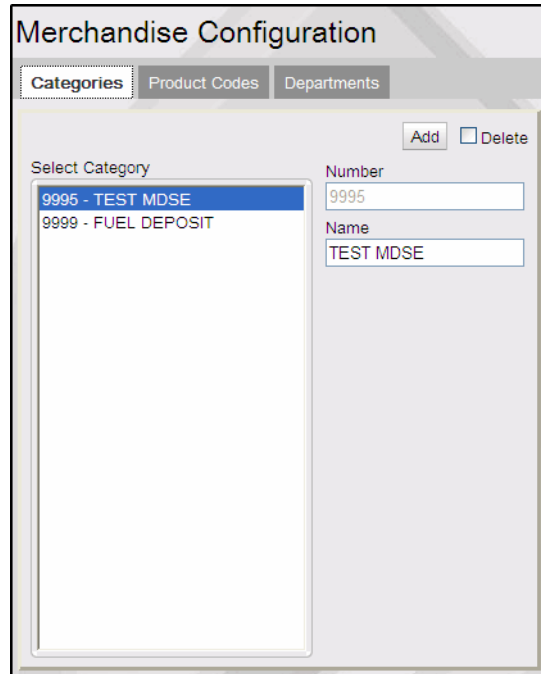 Merchandise Configuration
Categories Product Codes Departments
Add Delete
Select Category
9995 - TEST MDSE
9999 - FUEL DEPOSIT
Number
9995
Name
TEST MDSE